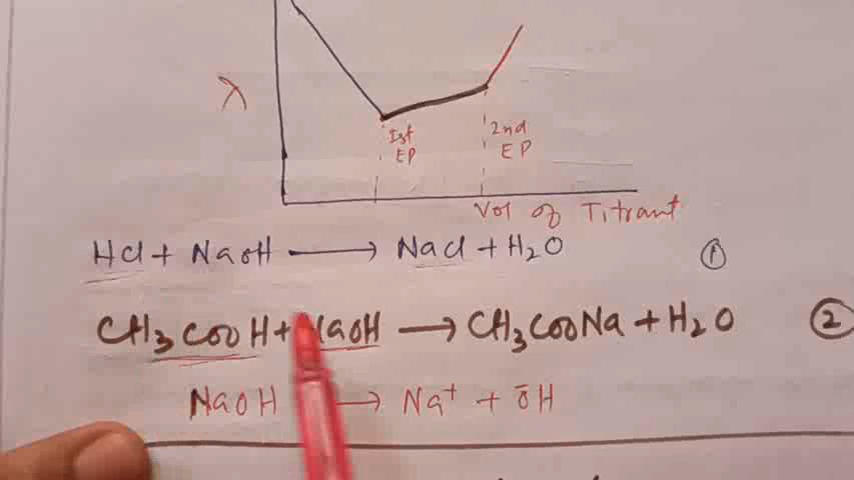 λ
Ist EP
2nd EP
Vol of Titrant
HCl + NaOH ⟶ NaCl + H₂O ①
CH₃COOH + NaOH ⟶ CH₃COONa + H₂O ②
NaOH ⟶ Na⁺ + ŌH